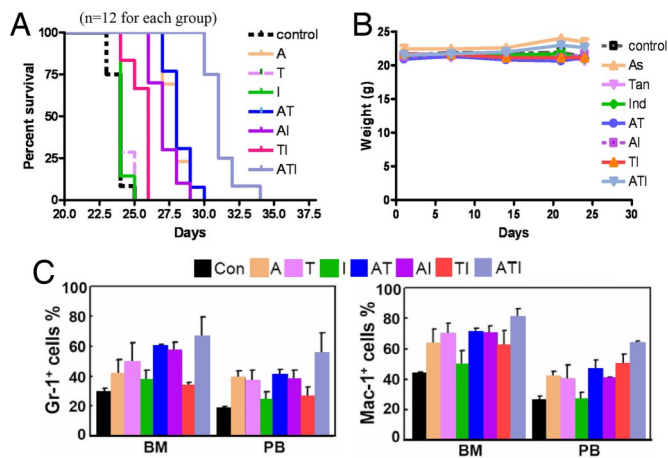 A
(n=12 for each group)
Percent survival
100
75
50
25
0
20.0 22.5 25.0 27.5 30.0 32.5 35.0 37.5
Days
control
A
T
I
AT
AI
TI
ATI
B
Weight (g)
25
20
15
10
5
0
0 5 10 15 20 25 30
Days
control
As
Tan
Ind
AT
AI
TI
ATI
C
Con A T I AT AI TI ATI
Gr-1+ cells %
100
80
60
40
20
BM PB
Mac-1+ cells %
100
80
60
40
20
BM PB